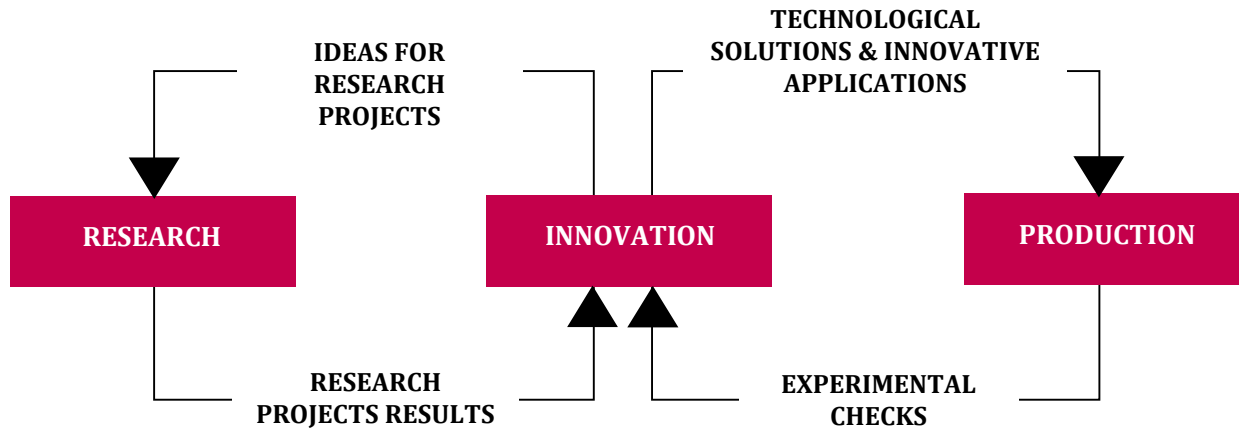 TECHNOLOGICAL
SOLUTIONS & INNOVATIVE
APPLICATIONS
IDEAS FOR
RESEARCH
PROJECTS
RESEARCH
INNOVATION
PRODUCTION
RESEARCH
PROJECTS RESULTS
EXPERIMENTAL
CHECKS